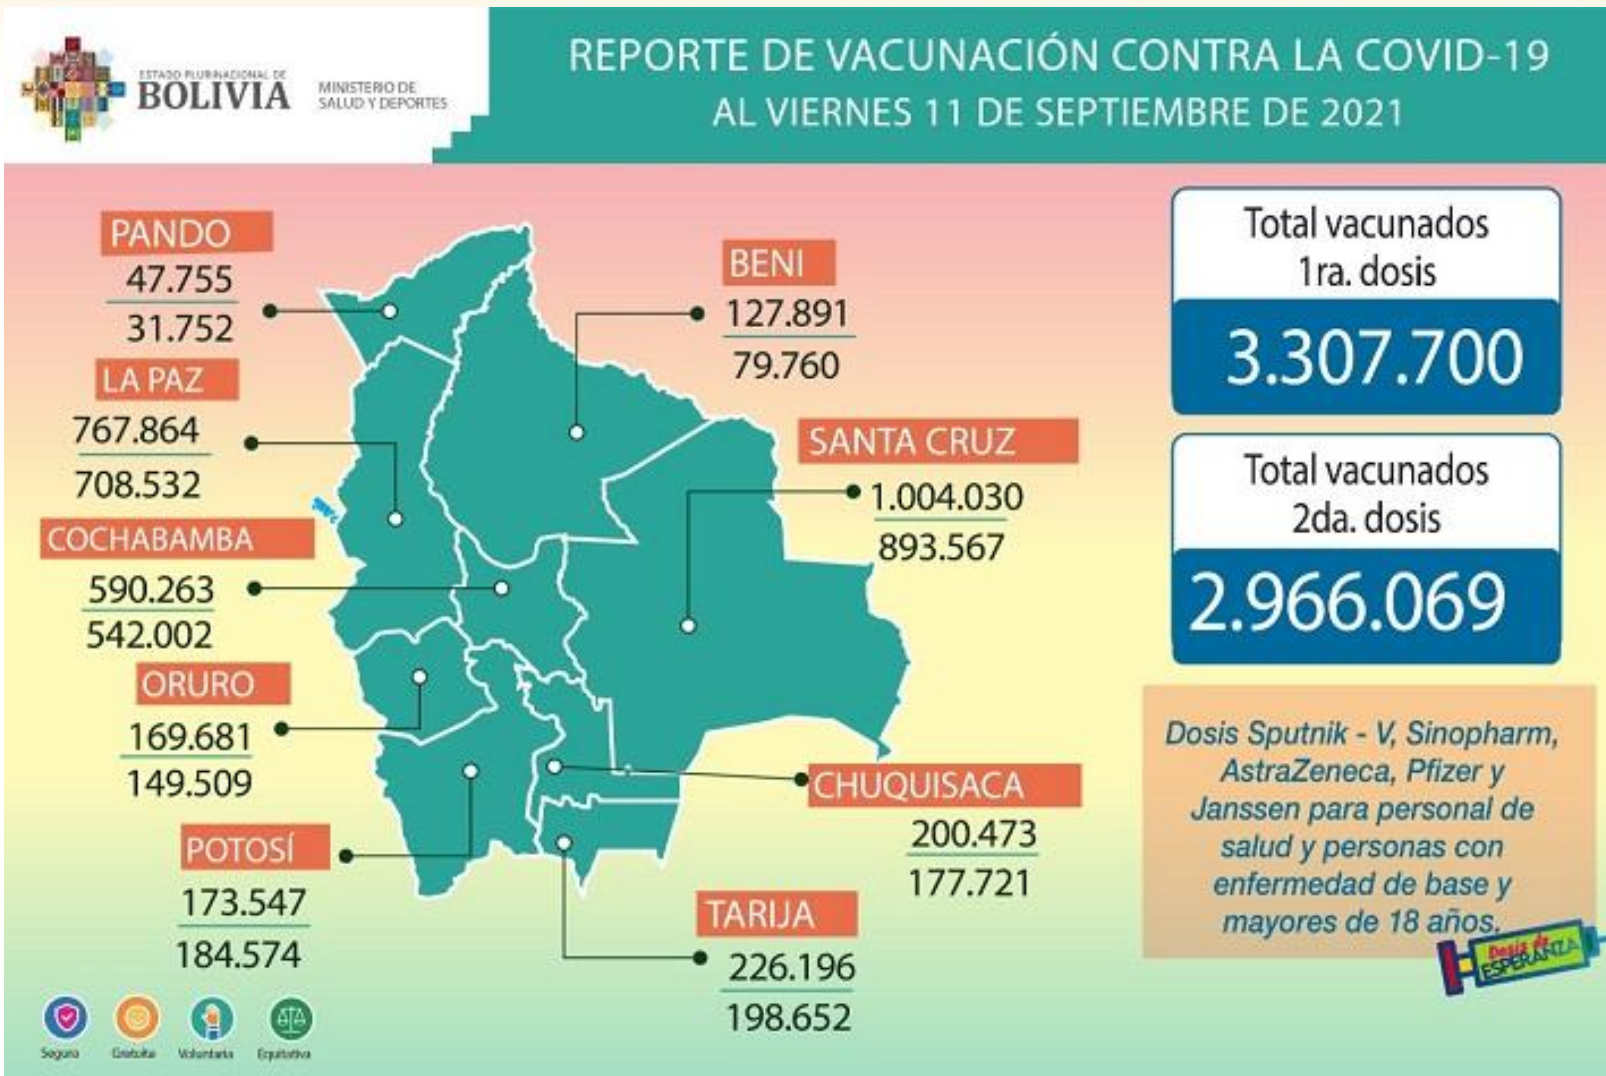 ESTADO PLURINACIONAL DE
BOLIVIA
MINISTERIO DE
SALUD Y DEPORTES
REPORTE DE VACUNACIÓN CONTRA LA COVID-19
AL VIERNES 11 DE SEPTIEMBRE DE 2021
PANDO
47.755
31.752
LA PAZ
767.864
708.532
COCHABAMBA
590.263
542.002
ORURO
169.681
149.509
POTOSÍ
173.547
184.574
BENI
127.891
79.760
SANTA CRUZ
1.004.030
893.567
CHUQUISACA
200.473
177.721
TARIJA
226.196
198.652
Total vacunados
1ra. dosis
3.307.700
Total vacunados
2da. dosis
2.966.069
Dosis Sputnik - V, Sinopharm,
AstraZeneca, Pfizer y
Janssen para personal de
salud y personas con
enfermedad de base y
mayores de 18 años.
Dosis de
ESPERANZA
Segura
Gratuita
Voluntaria
Equitativa